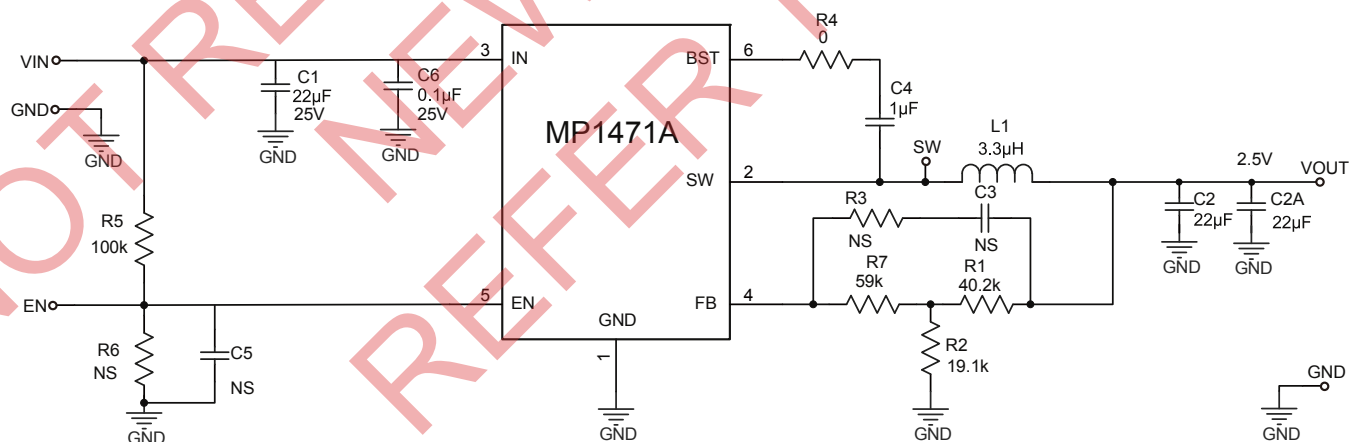 NOT RE
NEW
REFER T
VIN
GND
GND
R5
100k
EN
R6
NS
C5
NS
GND
C1
22µF
25V
GND
C6
0.1µF
25V
GND
3
IN
5
EN
MP1471A
GND
1
GND
BST
6
SW
2
FB
4
R4
0
C4
1µF
SW
L1
3.3µH
R3
NS
C3
NS
R7
59k
R1
40.2k
R2
19.1k
GND
2.5V
VOUT
C2
22µF
GND
C2A
22µF
GND
GND
GND